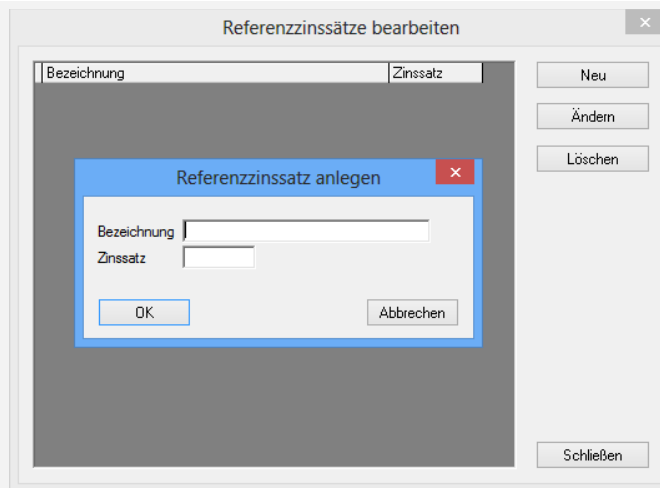 Referenzzinssätze bearbeiten
Bezeichnung Zinssatz
Neu
Ändern
Löschen
Referenzzinssatz anlegen
Bezeichnung
Zinssatz
OK Abbrechen
Schließen